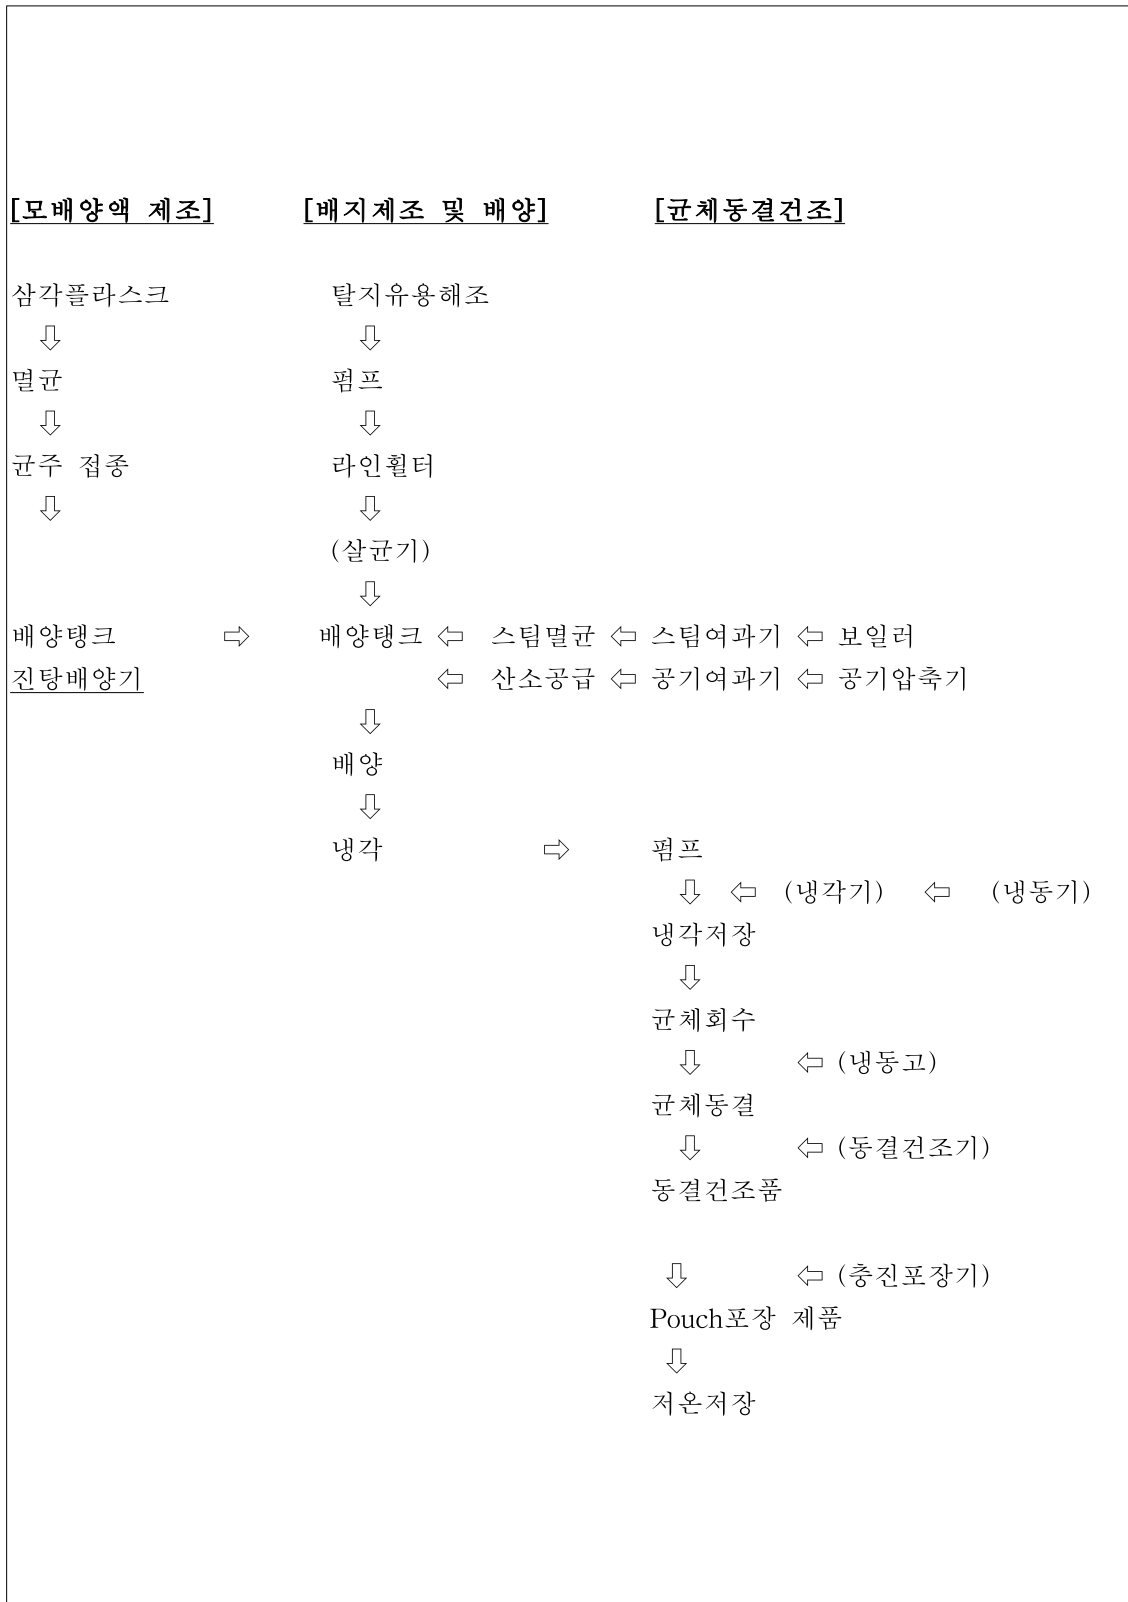 [모배양액 제조] [배지제조 및 배양] [균체동결건조]
삼각플라스크 탈지유용해조
⇩ ⇩
멸균 펌프
⇩ ⇩
균주 접종 라인휠터
⇩ ⇩
(살균기)
⇩
배양탱크 ⇨ 배양탱크 ⇦ 스팀멸균 ⇦ 스팀여과기 ⇦ 보일러
진탕배양기 ⇦ 산소공급 ⇦ 공기여과기 ⇦ 공기압축기
⇩
배양
⇩
냉각 ⇨ 펌프
⇩ ⇦ (냉각기) ⇦ (냉동기)
냉각저장
⇩
균체회수
⇩ ⇦ (냉동고)
균체동결
⇩ ⇦ (동결건조기)
동결건조품
⇩ ⇦ (충진포장기)
Pouch포장 제품
⇩
저온저장